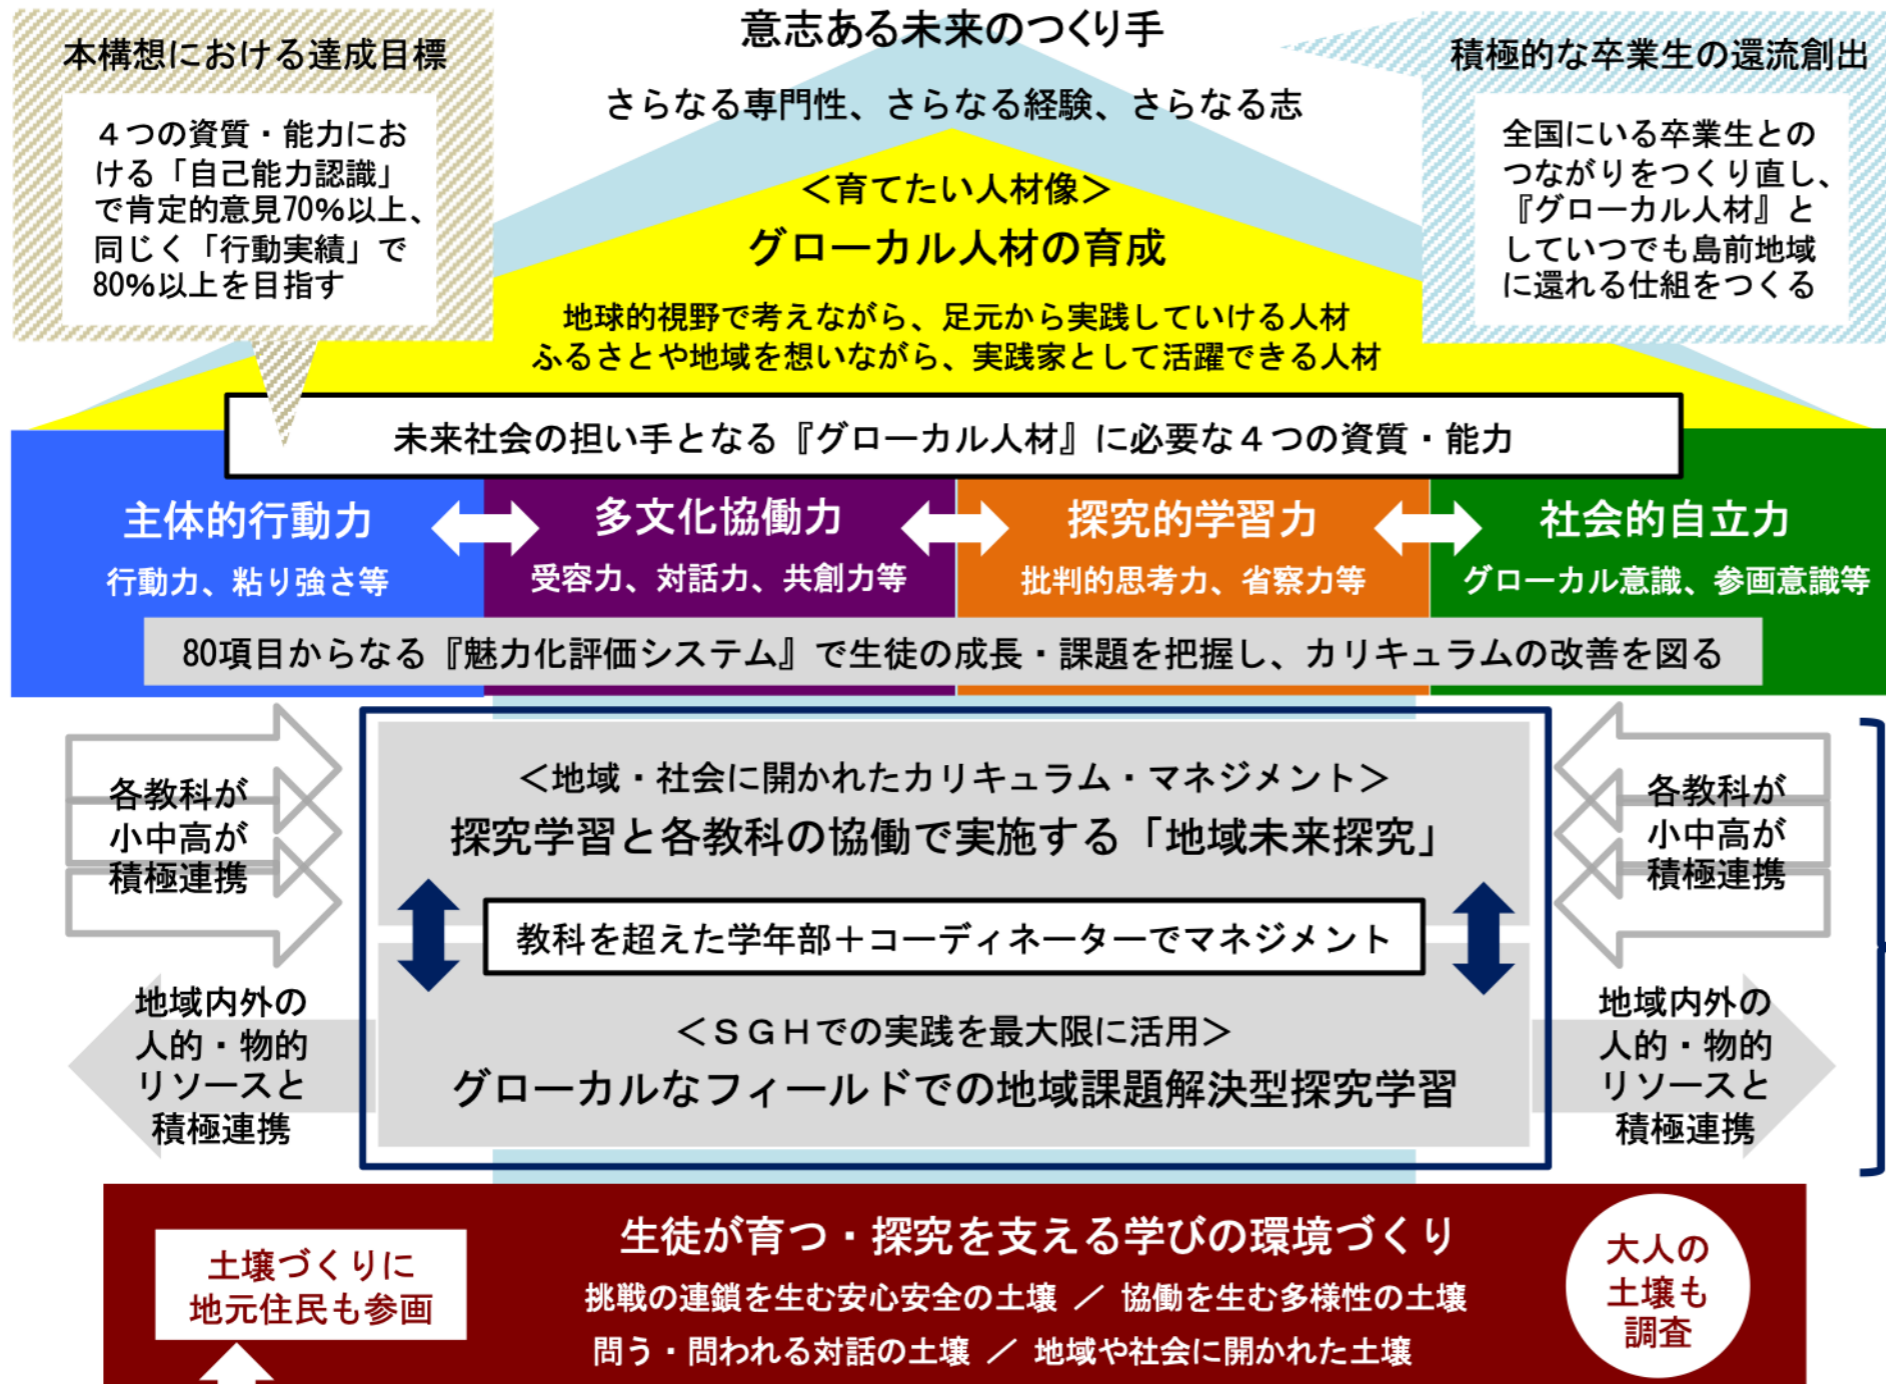 意志ある未来のつくり手
さらなる専門性、さらなる経験、さらなる志
本構想における達成目標
４つの資質・能力にお
ける「自己能力認識」
で肯定的意見70%以上、
同じく「行動実績」で
80%以上を目指す
積極的な卒業生の還流創出
全国にいる卒業生との
つながりをつくり直し、
『グローカル人材』と
していつでも島前地域
に還れる仕組をつくる
＜育てたい人材像＞
グローカル人材の育成
地球的視野で考えながら、足元から実践していける人材
ふるさとや地域を想いながら、実践家として活躍できる人材
未来社会の担い手となる『グローカル人材』に必要な４つの資質・能力
主体的行動力
行動力、粘り強さ等
多文化協働力
受容力、対話力、共創力等
探究的学習力
批判的思考力、省察力等
社会的自立力
グローカル意識、参画意識等
80項目からなる『魅力化評価システム』で生徒の成長・課題を把握し、カリキュラムの改善を図る
各教科が
小中高が
積極連携
＜地域・社会に開かれたカリキュラム・マネジメント＞
探究学習と各教科の協働で実施する「地域未来探究」
各教科が
小中高が
積極連携
教科を超えた学年部＋コーディネーターでマネジメント
地域内外の
人的・物的
リソースと
積極連携
＜ＳＧＨでの実践を最大限に活用＞
グローカルなフィールドでの地域課題解決型探究学習
地域内外の
人的・物的
リソースと
積極連携
土壌づくりに
地元住民も参画
生徒が育つ・探究を支える学びの環境づくり
挑戦の連鎖を生む安心安全の土壌 ／ 協働を生む多様性の土壌
問う・問われる対話の土壌 ／ 地域や社会に開かれた土壌
大人の
土壌も
調査